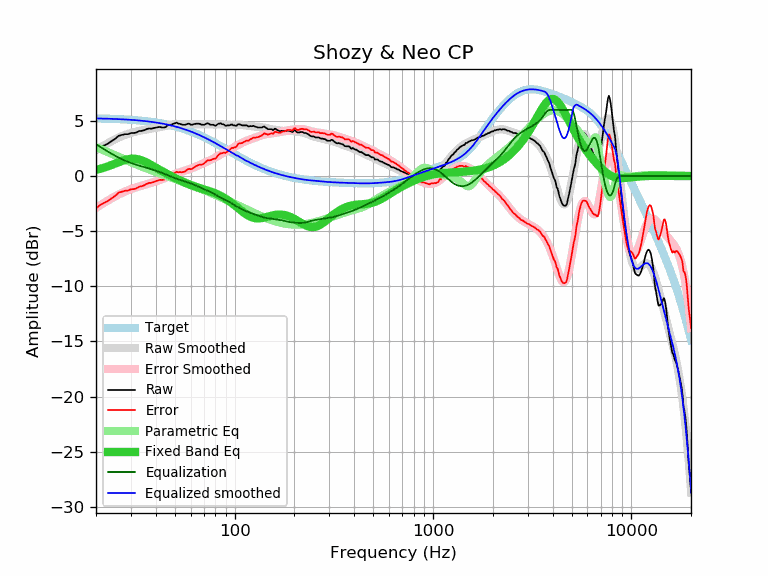 Shozy & Neo CP
Amplitude (dBr)
5
0
−5
−10
−15
−20
−25
−30
Target
Raw Smoothed
Error Smoothed
Raw
Error
Parametric Eq
Fixed Band Eq
Equalization
Equalized smoothed
100
1000
10000
Frequency (Hz)